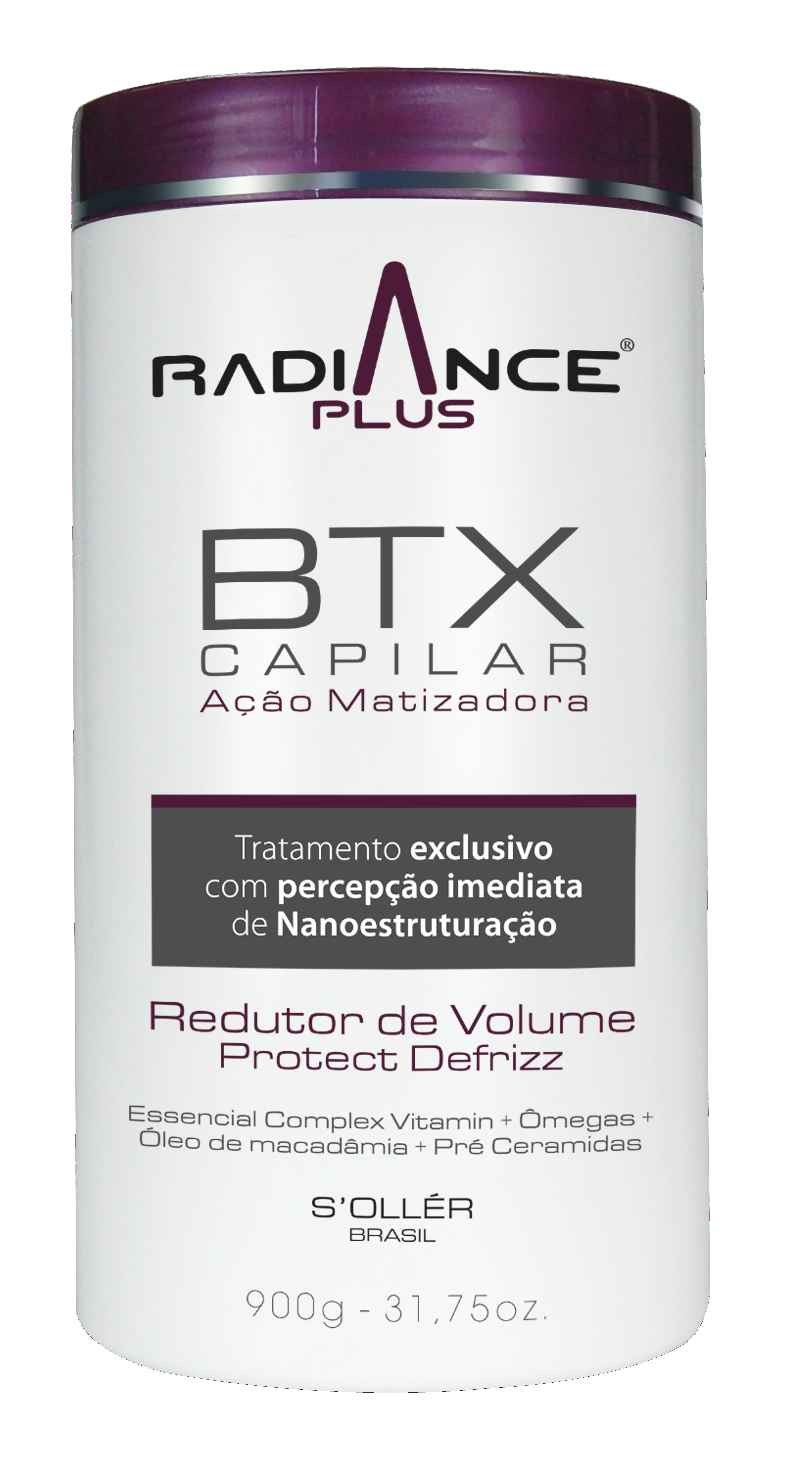 RADIANCE®
PLUS
BTX
CAPILAR
Ação Matizadora
Tratamento exclusivo
com percepção imediata
de Nanoestruturação
Redutor de Volume
Protect Defrizz
Essencial Complex Vitamin + Ômegas +
Óleo de macadâmia + Pré Ceramidas
S'OLLÉR
BRASIL
900g - 31,75oz.